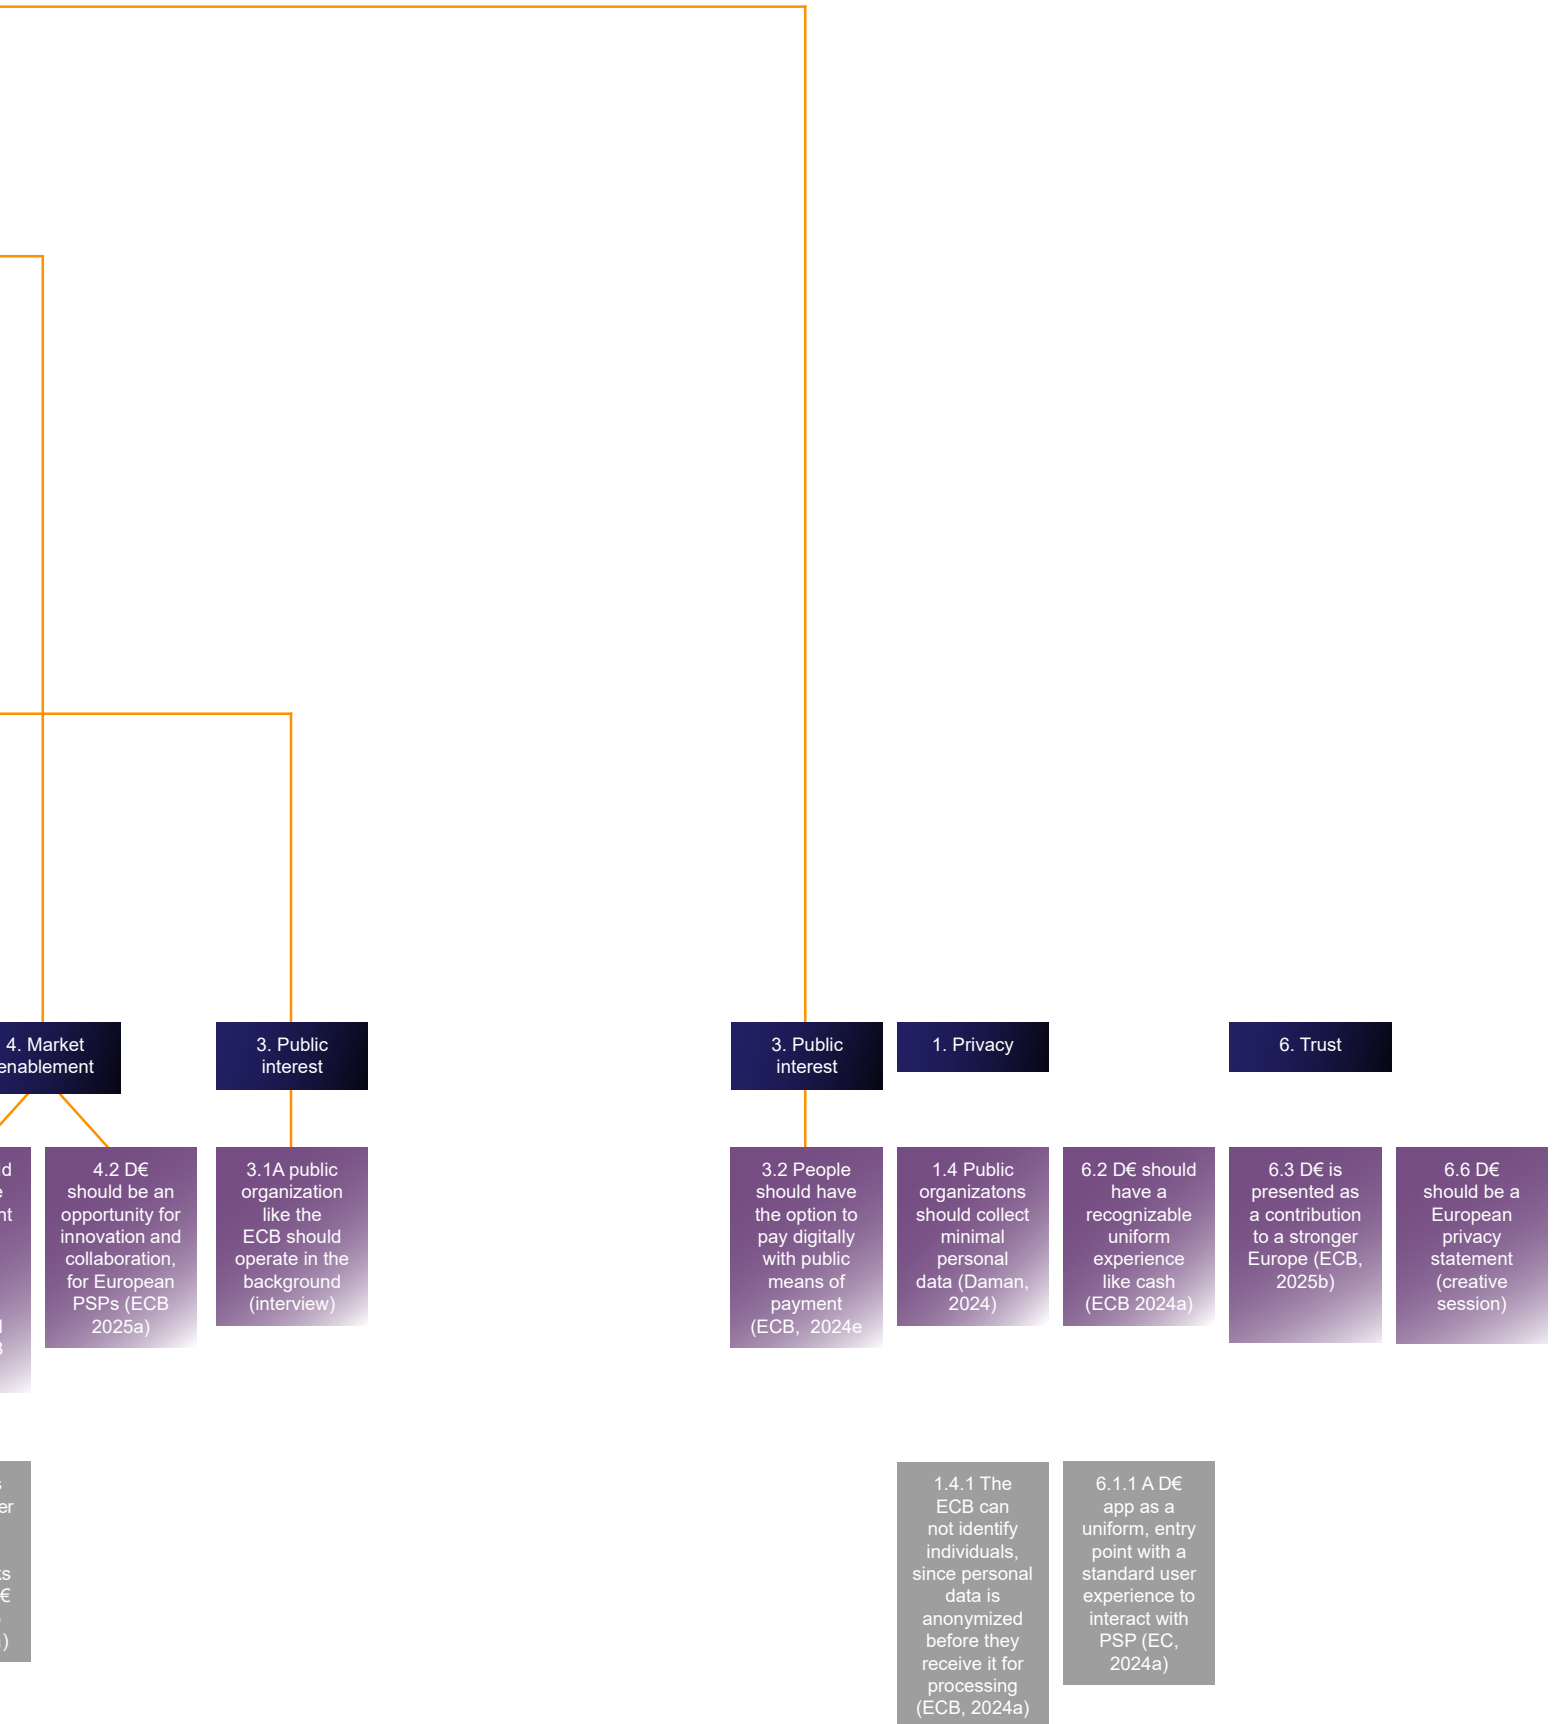 4. Market
enablement
3. Public
interest
3. Public
interest
1. Privacy
6. Trust
4.2 D€
should be an
opportunity for
innovation and
collaboration,
for European
PSPs (ECB
2025a)
3.1A public
organization
like the
ECB should
operate in the
background
(interview)
3.2 People
should have
the option to
pay digitally
with public
means of
payment
(ECB,  2024e
1.4 Public
organizatons
should collect
minimal
personal
data (Daman,
2024)
6.2 D€ should
have a
recognizable
uniform
experience
like cash
(ECB 2024a)
6.3 D€ is
presented as
a contribution
to a stronger
Europe (ECB,
2025b)
6.6 D€
should be a
European
privacy
statement
(creative
session)
1.4.1 The
ECB can
not identify
individuals,
since personal
data is
anonymized
before they
receive it for
processing
(ECB, 2024a)
6.1.1 A D€
app as a
uniform, entry
point with a
standard user
experience to
interact with
PSP (EC,
2024a)